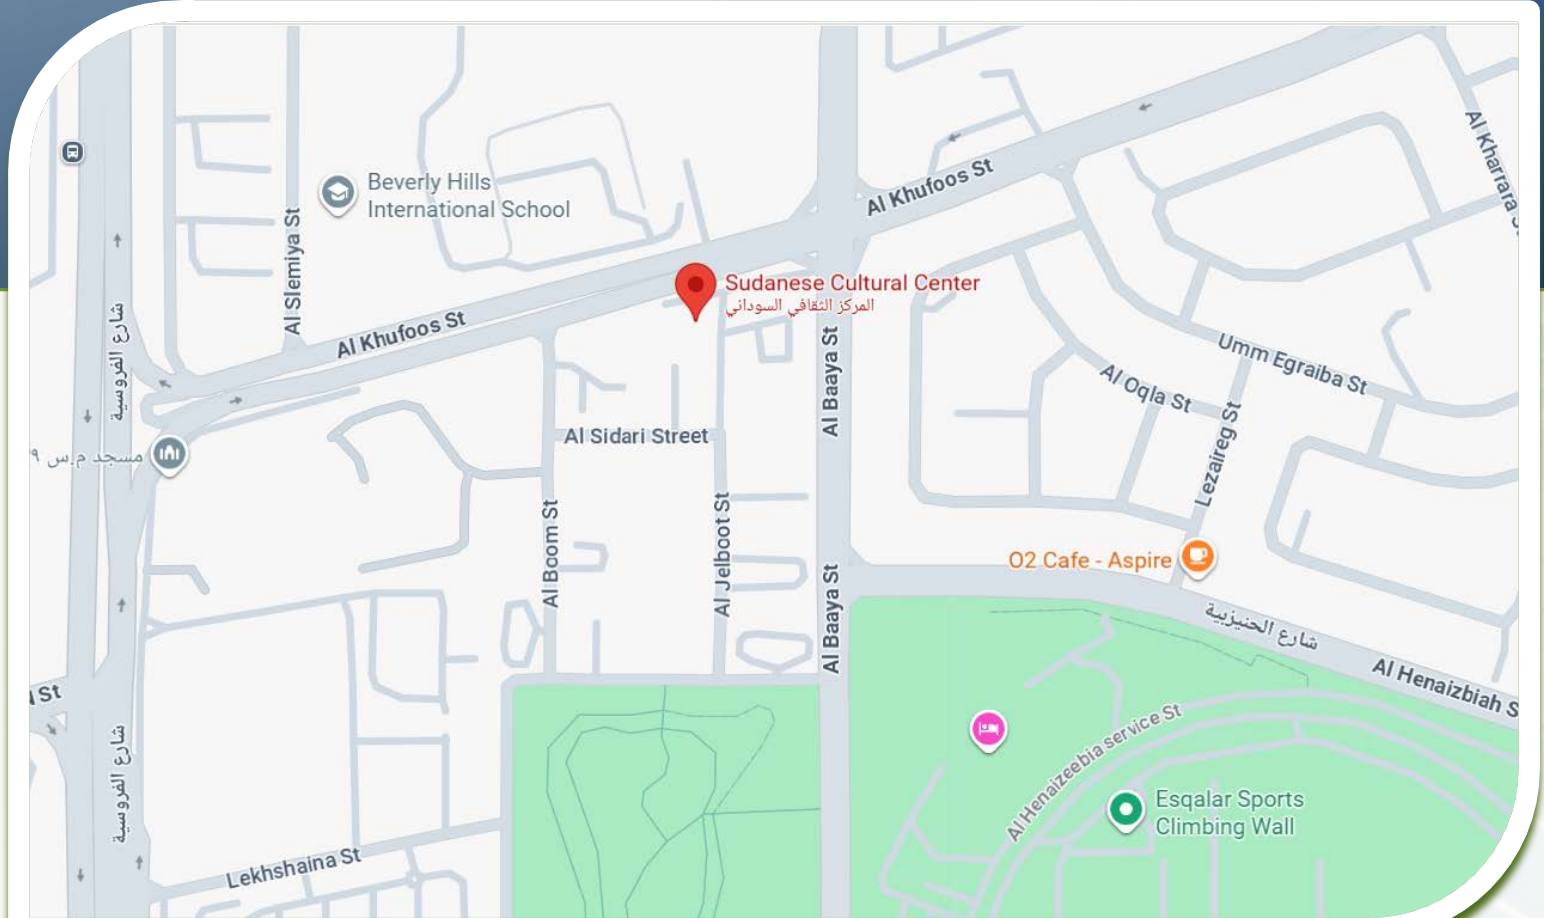 Beverly Hills
International School
Al Slemiya St
Al Khufoos St
Al Khufoos St
Al Kharrara
Sudanese Cultural Center
المركز الثقافي السوداني
شارع الفروسية
Al Baaya St
Umm Egraiba St
Al Oqla St
Lezaireg St
Al Sidari Street
مسجد م.س ٩
Al Boom St
Al Jelboot St
Al Baaya St
O2 Cafe - Aspire
شارع الحنيزبية
Al Henaizbiah S
St
شارع الفروسية
Al Henaizeebia service St
Esqalar Sports
Climbing Wall
Lekhshaina St